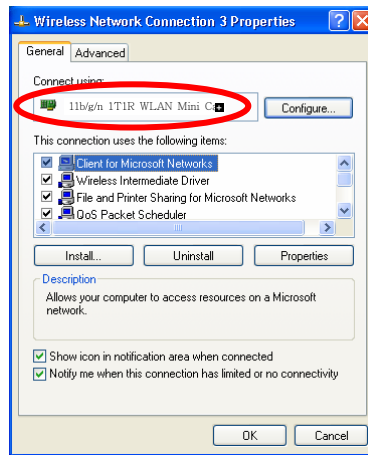 Wireless Network Connection 3 Properties
General Advanced
Connect using:
11b/g/n 1T1R WLAN Mini
Configure...
This connection uses the following items:
Client for Microsoft Networks
Wireless Intermediate Driver
File and Printer Sharing for Microsoft Networks
QoS Packet Scheduler
Install... Uninstall Properties
Description
Allows your computer to access resources on a Microsoft
network.
Show icon in notification area when connected
Notify me when this connection has limited or no connectivity
OK Cancel